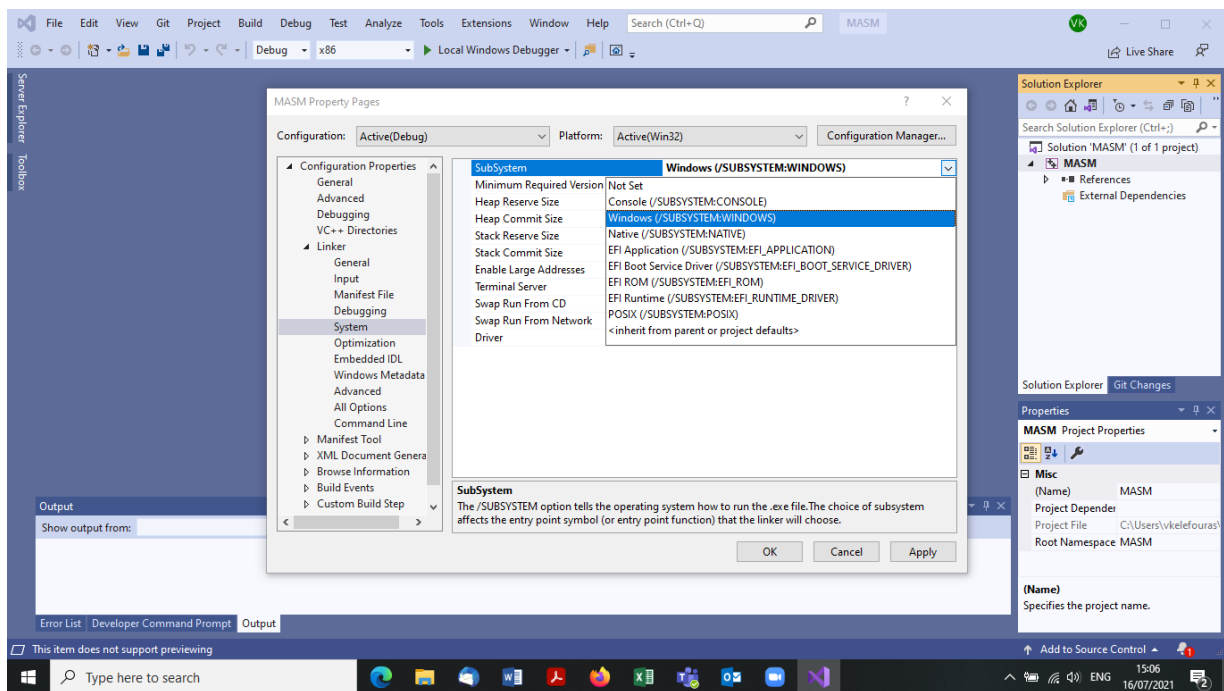 File Edit View Git Project Build Debug Test Analyze Tools Extensions Window Help Search (Ctrl+Q) MASM VK
Debug x86 Local Windows Debugger Live Share
Server Explorer
Toolbox
MASM Property Pages ? ×
Configuration: Active(Debug) Platform: Active(Win32) Configuration Manager...
Configuration Properties
General
Advanced
Debugging
VC++ Directories
Linker
General
Input
Manifest File
Debugging
System
Optimization
Embedded IDL
Windows Metadata
Advanced
All Options
Command Line
Manifest Tool
XML Document Genera
Browse Information
Build Events
Custom Build Step
SubSystem Windows (/SUBSYSTEM:WINDOWS)
Minimum Required Version
Heap Reserve Size
Heap Commit Size
Stack Reserve Size
Stack Commit Size
Enable Large Addresses
Terminal Server
Swap Run From CD
Swap Run From Network
Driver
Not Set
Console (/SUBSYSTEM:CONSOLE)
Windows (/SUBSYSTEM:WINDOWS)
Native (/SUBSYSTEM:NATIVE)
EFI Application (/SUBSYSTEM:EFI_APPLICATION)
EFI Boot Service Driver (/SUBSYSTEM:EFI_BOOT_SERVICE_DRIVER)
EFI ROM (/SUBSYSTEM:EFI_ROM)
EFI Runtime (/SUBSYSTEM:EFI_RUNTIME_DRIVER)
POSIX (/SUBSYSTEM:POSIX)
<inherit from parent or project defaults>
SubSystem
The /SUBSYSTEM option tells the operating system how to run the .exe file.The choice of subsystem
affects the entry point symbol (or entry point function) that the linker will choose.
OK Cancel Apply
Solution Explorer
Search Solution Explorer (Ctrl+;)
Solution 'MASM' (1 of 1 project)
MASM
References
External Dependencies
Solution Explorer Git Changes
Properties
MASM Project Properties
Misc
(Name) MASM
Project Depender
Project File C:\Users\vkelefouras\
Root Namespace MASM
(Name)
Specifies the project name.
Output
Show output from:
Error List Developer Command Prompt Output
This item does not support previewing Add to Source Control 1
Type here to search ENG 15:06
16/07/2021 2